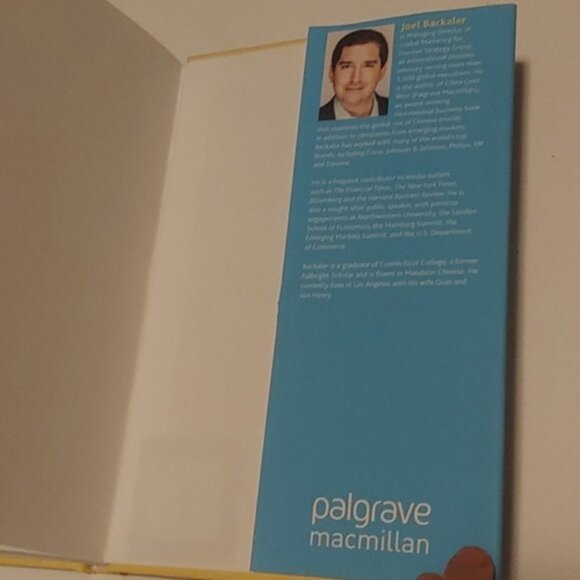 Joel Backaler
is Managing Director of
Global Marketing for
Frontier Strategy Group,
an international business
advisory serving more than
5,000 global executives. He
is the author of China Goes
West (Palgrave Macmillan),
an award-winning
international business book
that examines the global rise of Chinese brands.
In addition to companies from emerging markets,
Backaler has worked with many of the world's top
brands, including Cisco, Johnson & Johnson, Philips, HP
and Danone.
He is a frequent contributor to media outlets
such as The Financial Times, The New York Times,
Bloomberg and the Harvard Business Review. He is
also a sought after public speaker, with previous
engagements at Northwestern University, the London
School of Economics, the Hamburg Summit, the
Emerging Markets Summit, and the U.S. Department
of Commerce.
Backaler is a graduate of Connecticut College, a former
Fulbright Scholar and is fluent in Mandarin Chinese. He
currently lives in Los Angeles with his wife Qian and
son Henry.
palgrave
macmillan